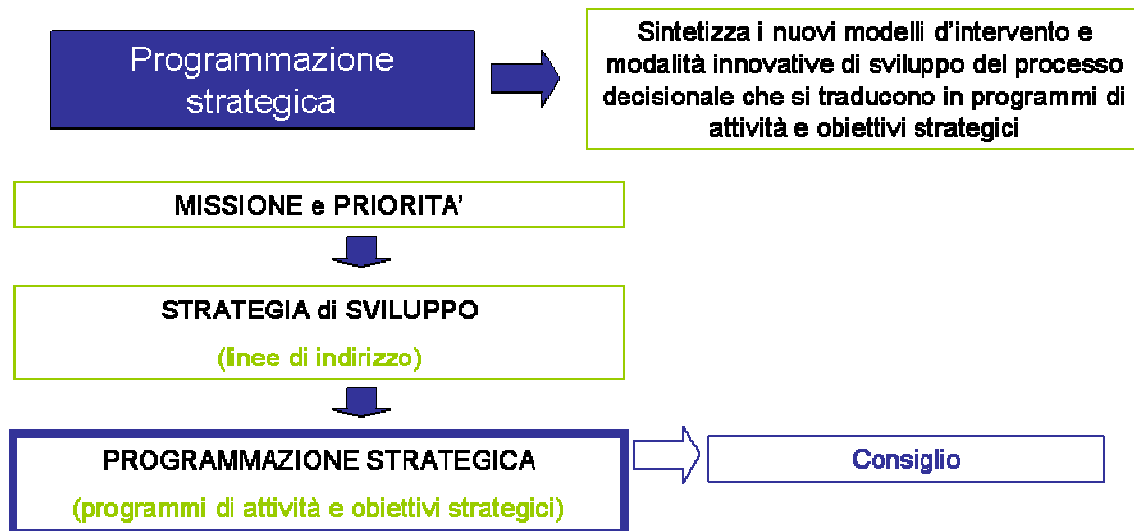 Programmazione
strategica
Sintetizza i nuovi modelli d'intervento e
modalità innovative di sviluppo del processo
decisionale che si traducono in programmi di
attività e obiettivi strategici
MISSIONE e PRIORITA'
STRATEGIA di SVILUPPO
(linee di indirizzo)
PROGRAMMAZIONE STRATEGICA
(programmi di attività e obiettivi strategici)
Consiglio